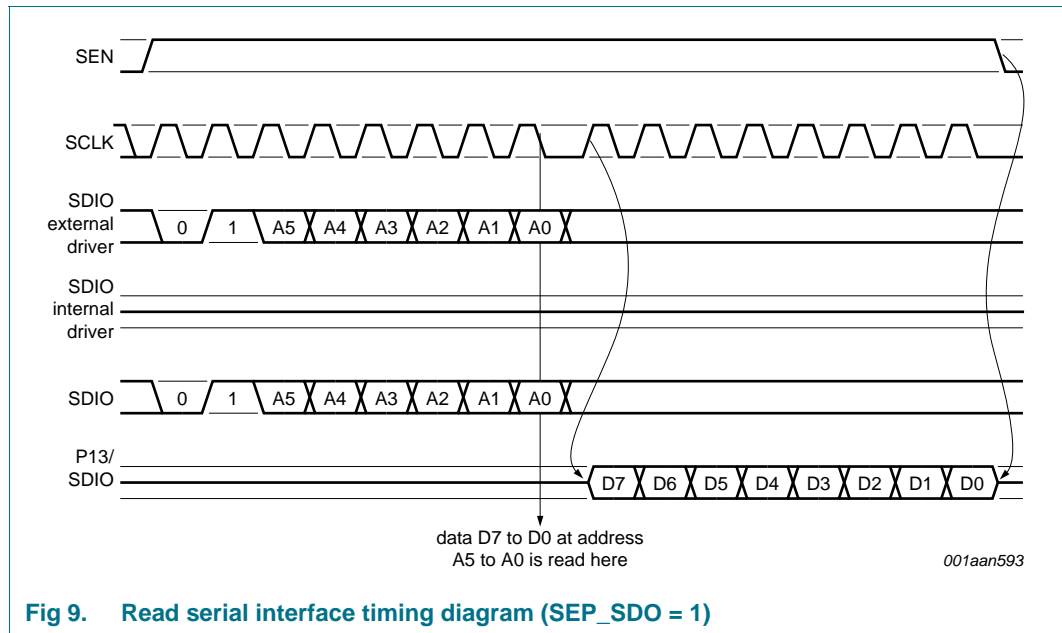 SEN
SCLK
SDIO
external
driver
0 1 A5 A4 A3 A2 A1 A0
SDIO
internal
driver
SDIO
0 1 A5 A4 A3 A2 A1 A0
P13/
SDIO
D7 D6 D5 D4 D3 D2 D1 D0
data D7 to D0 at address
A5 to A0 is read here
001aan593
Fig 9. Read serial interface timing diagram (SEP_SDO = 1)